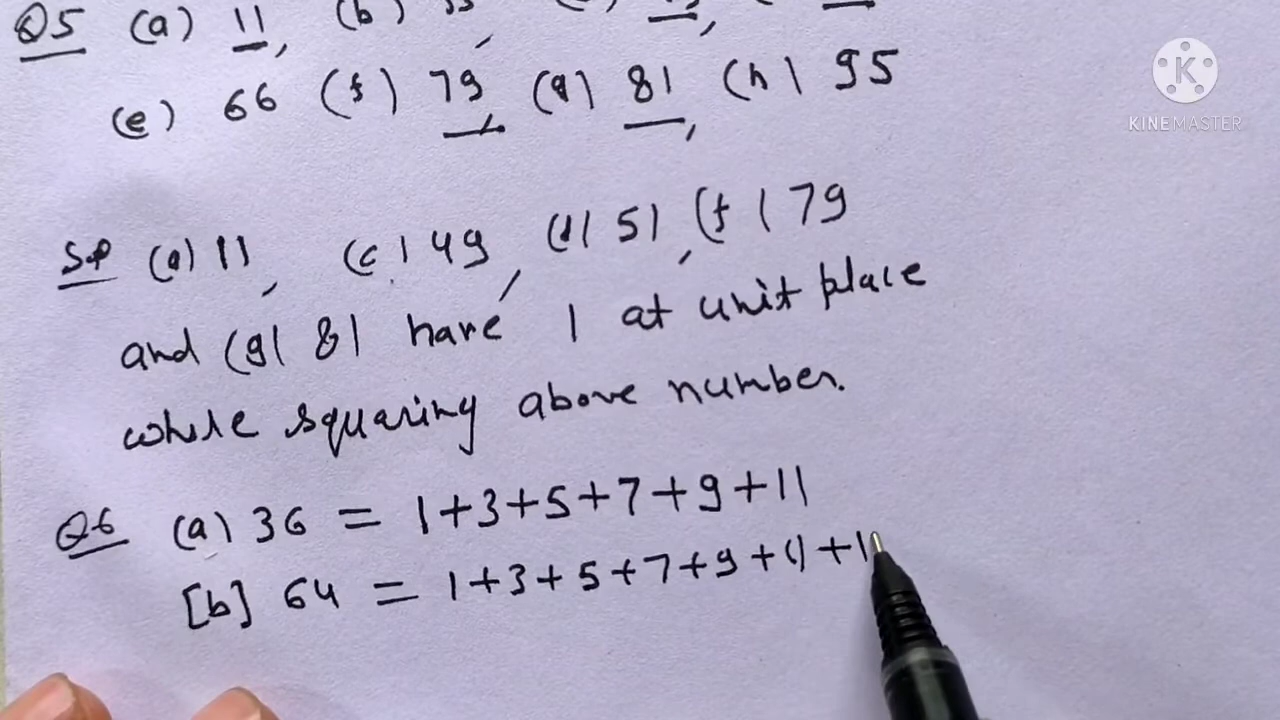 Q5 (a) 11, (b)
(e) 66 (f) 79, (g) 81, (h) 95
KINEMASTER
Sol (a) 11, (c) 49, (d) 51, (f) 79
and (g) 81 have 1 at unit place
while squaring above number.
Q6 (a) 36 = 1+3+5+7+9+11
[b] 64 = 1+3+5+7+9+11+1